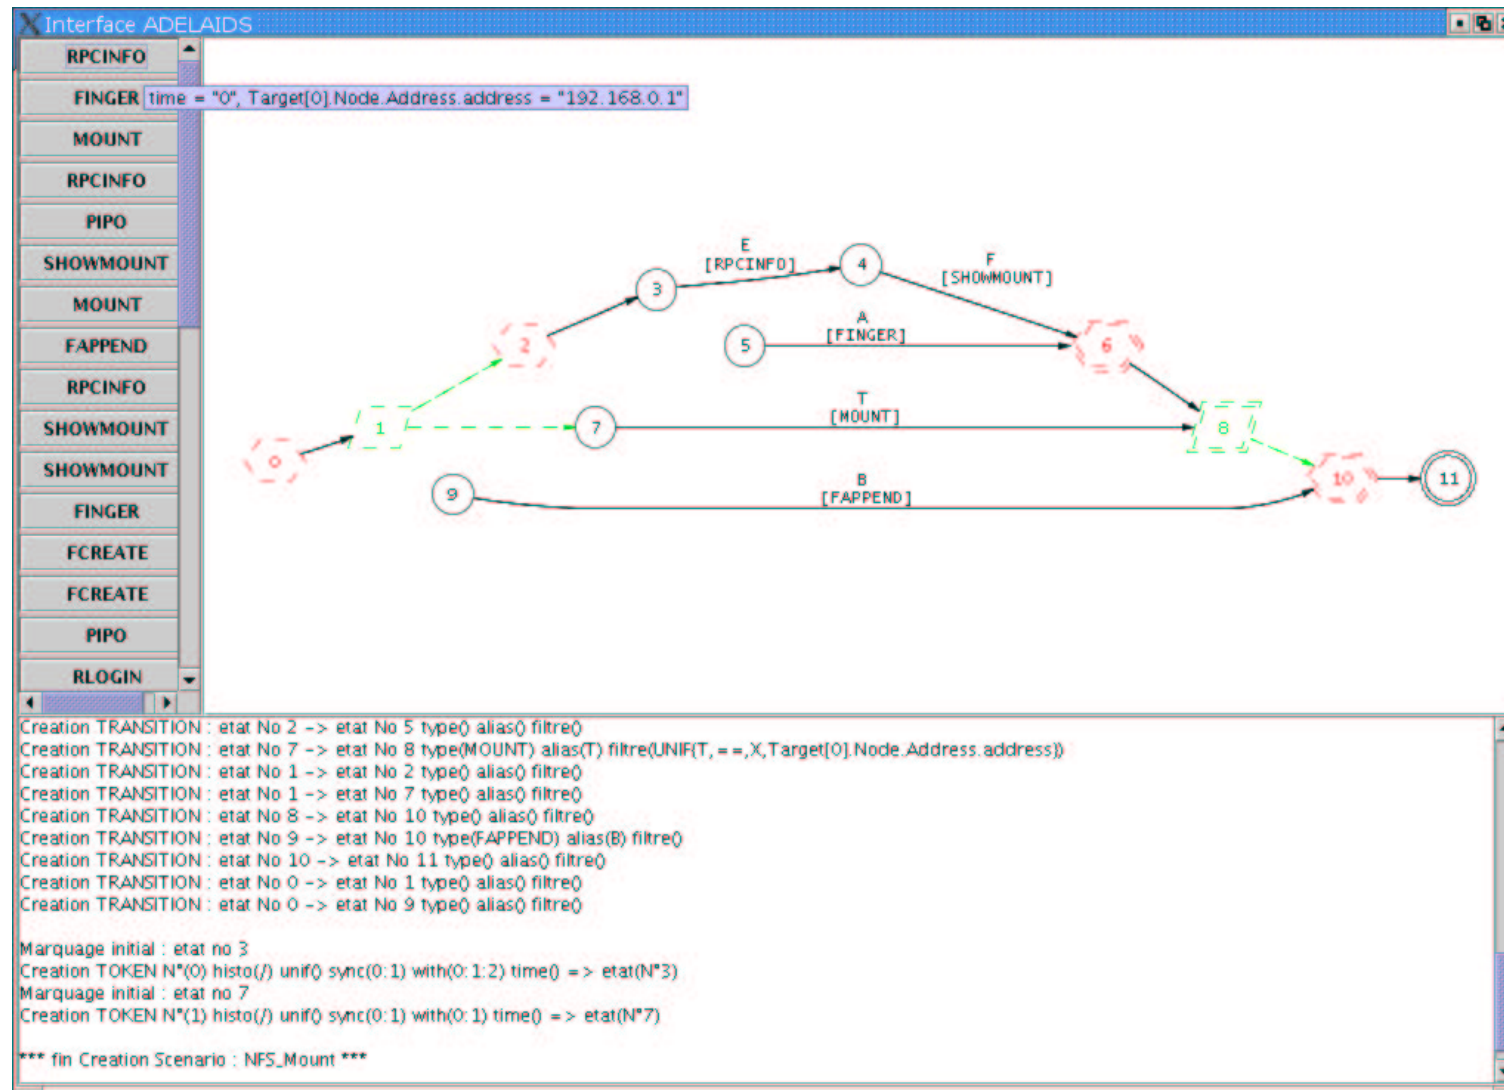 Interface ADELAIDS
RPCINFO
FINGER
time = "0", Target[0].Node.Address.address = "192.168.0.1"
MOUNT
RPCINFO
PIPO
SHOWMOUNT
MOUNT
FAPPEND
RPCINFO
SHOWMOUNT
SHOWMOUNT
FINGER
FCREATE
FCREATE
PIPO
RLOGIN
E
[RPCINFO]
4
F
[SHOWMOUNT]
3
A
[FINGER]
2
5
6
T
[MOUNT]
1
7
8
0
B
[FAPPEND]
9
10
11
Creation TRANSITION : etat No 2 -> etat No 5 type() alias() filtre()
Creation TRANSITION : etat No 7 -> etat No 8 type(MOUNT) alias(T) filtre(UNIF(T,==,X,Target[0].Node.Address.address))
Creation TRANSITION : etat No 1 -> etat No 2 type() alias() filtre()
Creation TRANSITION : etat No 1 -> etat No 7 type() alias() filtre()
Creation TRANSITION : etat No 8 -> etat No 10 type() alias() filtre()
Creation TRANSITION : etat No 9 -> etat No 10 type(FAPPEND) alias(B) filtre()
Creation TRANSITION : etat No 10 -> etat No 11 type() alias() filtre()
Creation TRANSITION : etat No 0 -> etat No 1 type() alias() filtre()
Creation TRANSITION : etat No 0 -> etat No 9 type() alias() filtre()
Marquage initial : etat no 3
Creation TOKEN N°(0) histo(/) unif() sync(0:1) with(0:1:2) time() => etat(N°3)
Marquage initial : etat no 7
Creation TOKEN N°(1) histo(/) unif() sync(0:1) with(0:1) time() => etat(N°7)
*** fin Creation Scenario : NFS_Mount ***